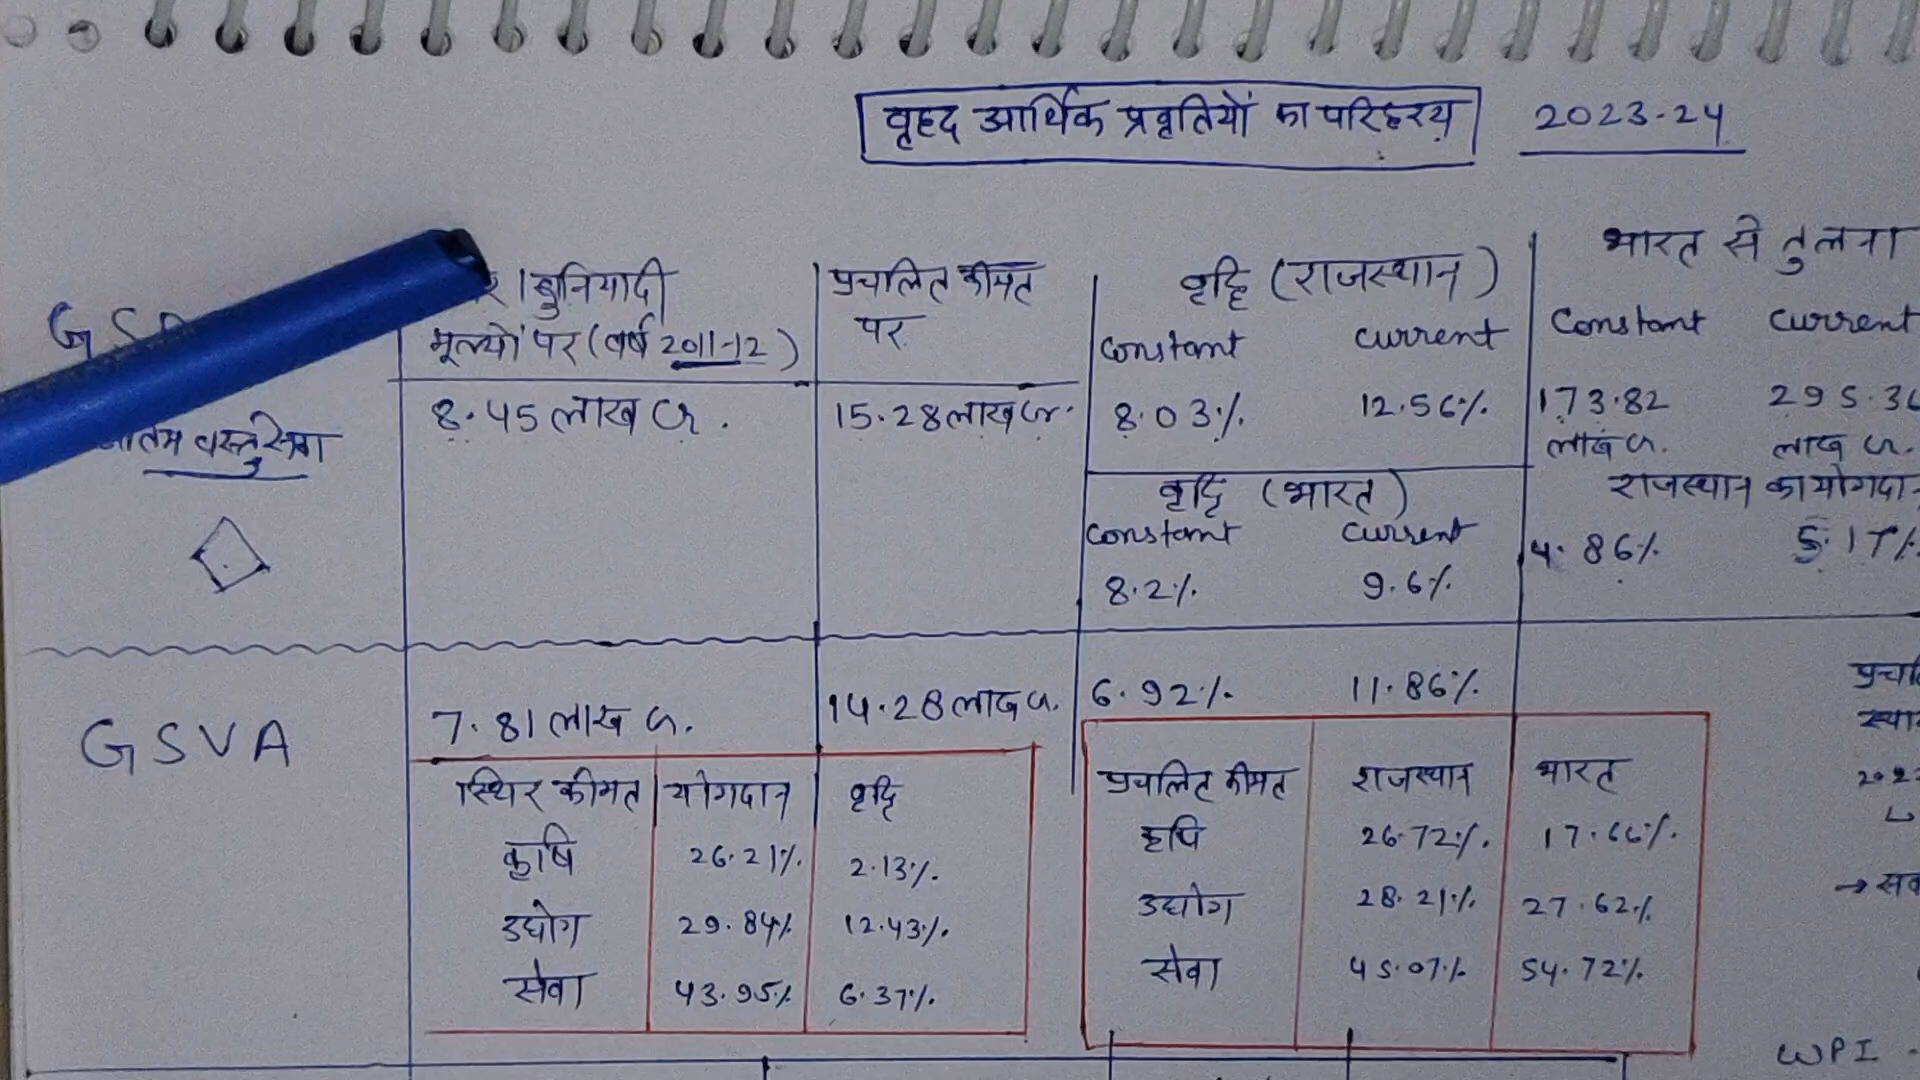 वृहद आर्थिक प्रवृतियों का परिदृश्य 2023-24
बुनियादी
मूल्यों पर (वर्ष 2011-12)
प्रचलित कीमत
पर
वृद्धि (राजस्थान)
Constant Current
भारत से तुलना
Constant Current
8.45 लाख cr.
15.28 लाख cr.
8.03% 12.56%
173.82
लाख cr.
लाख cr.
वृद्धि (भारत)
Constant Current
8.2% 9.6%
राजस्थान का
4.86% 5.17%
GSVA
7.81 लाख cr.
14.28 लाख cr.
6.92% 11.86%
स्थिर कीमत योगदान वृद्धि
कृषि 26.21% 2.13%
उद्योग 29.84% 12.43%
सेवा 43.95% 6.37%
प्रचलित कीमत राजस्थान भारत
कृषि 26.72% 17.66%
उद्योग 28.21% 27.62%
सेवा 45.07% 54.72%
WPI